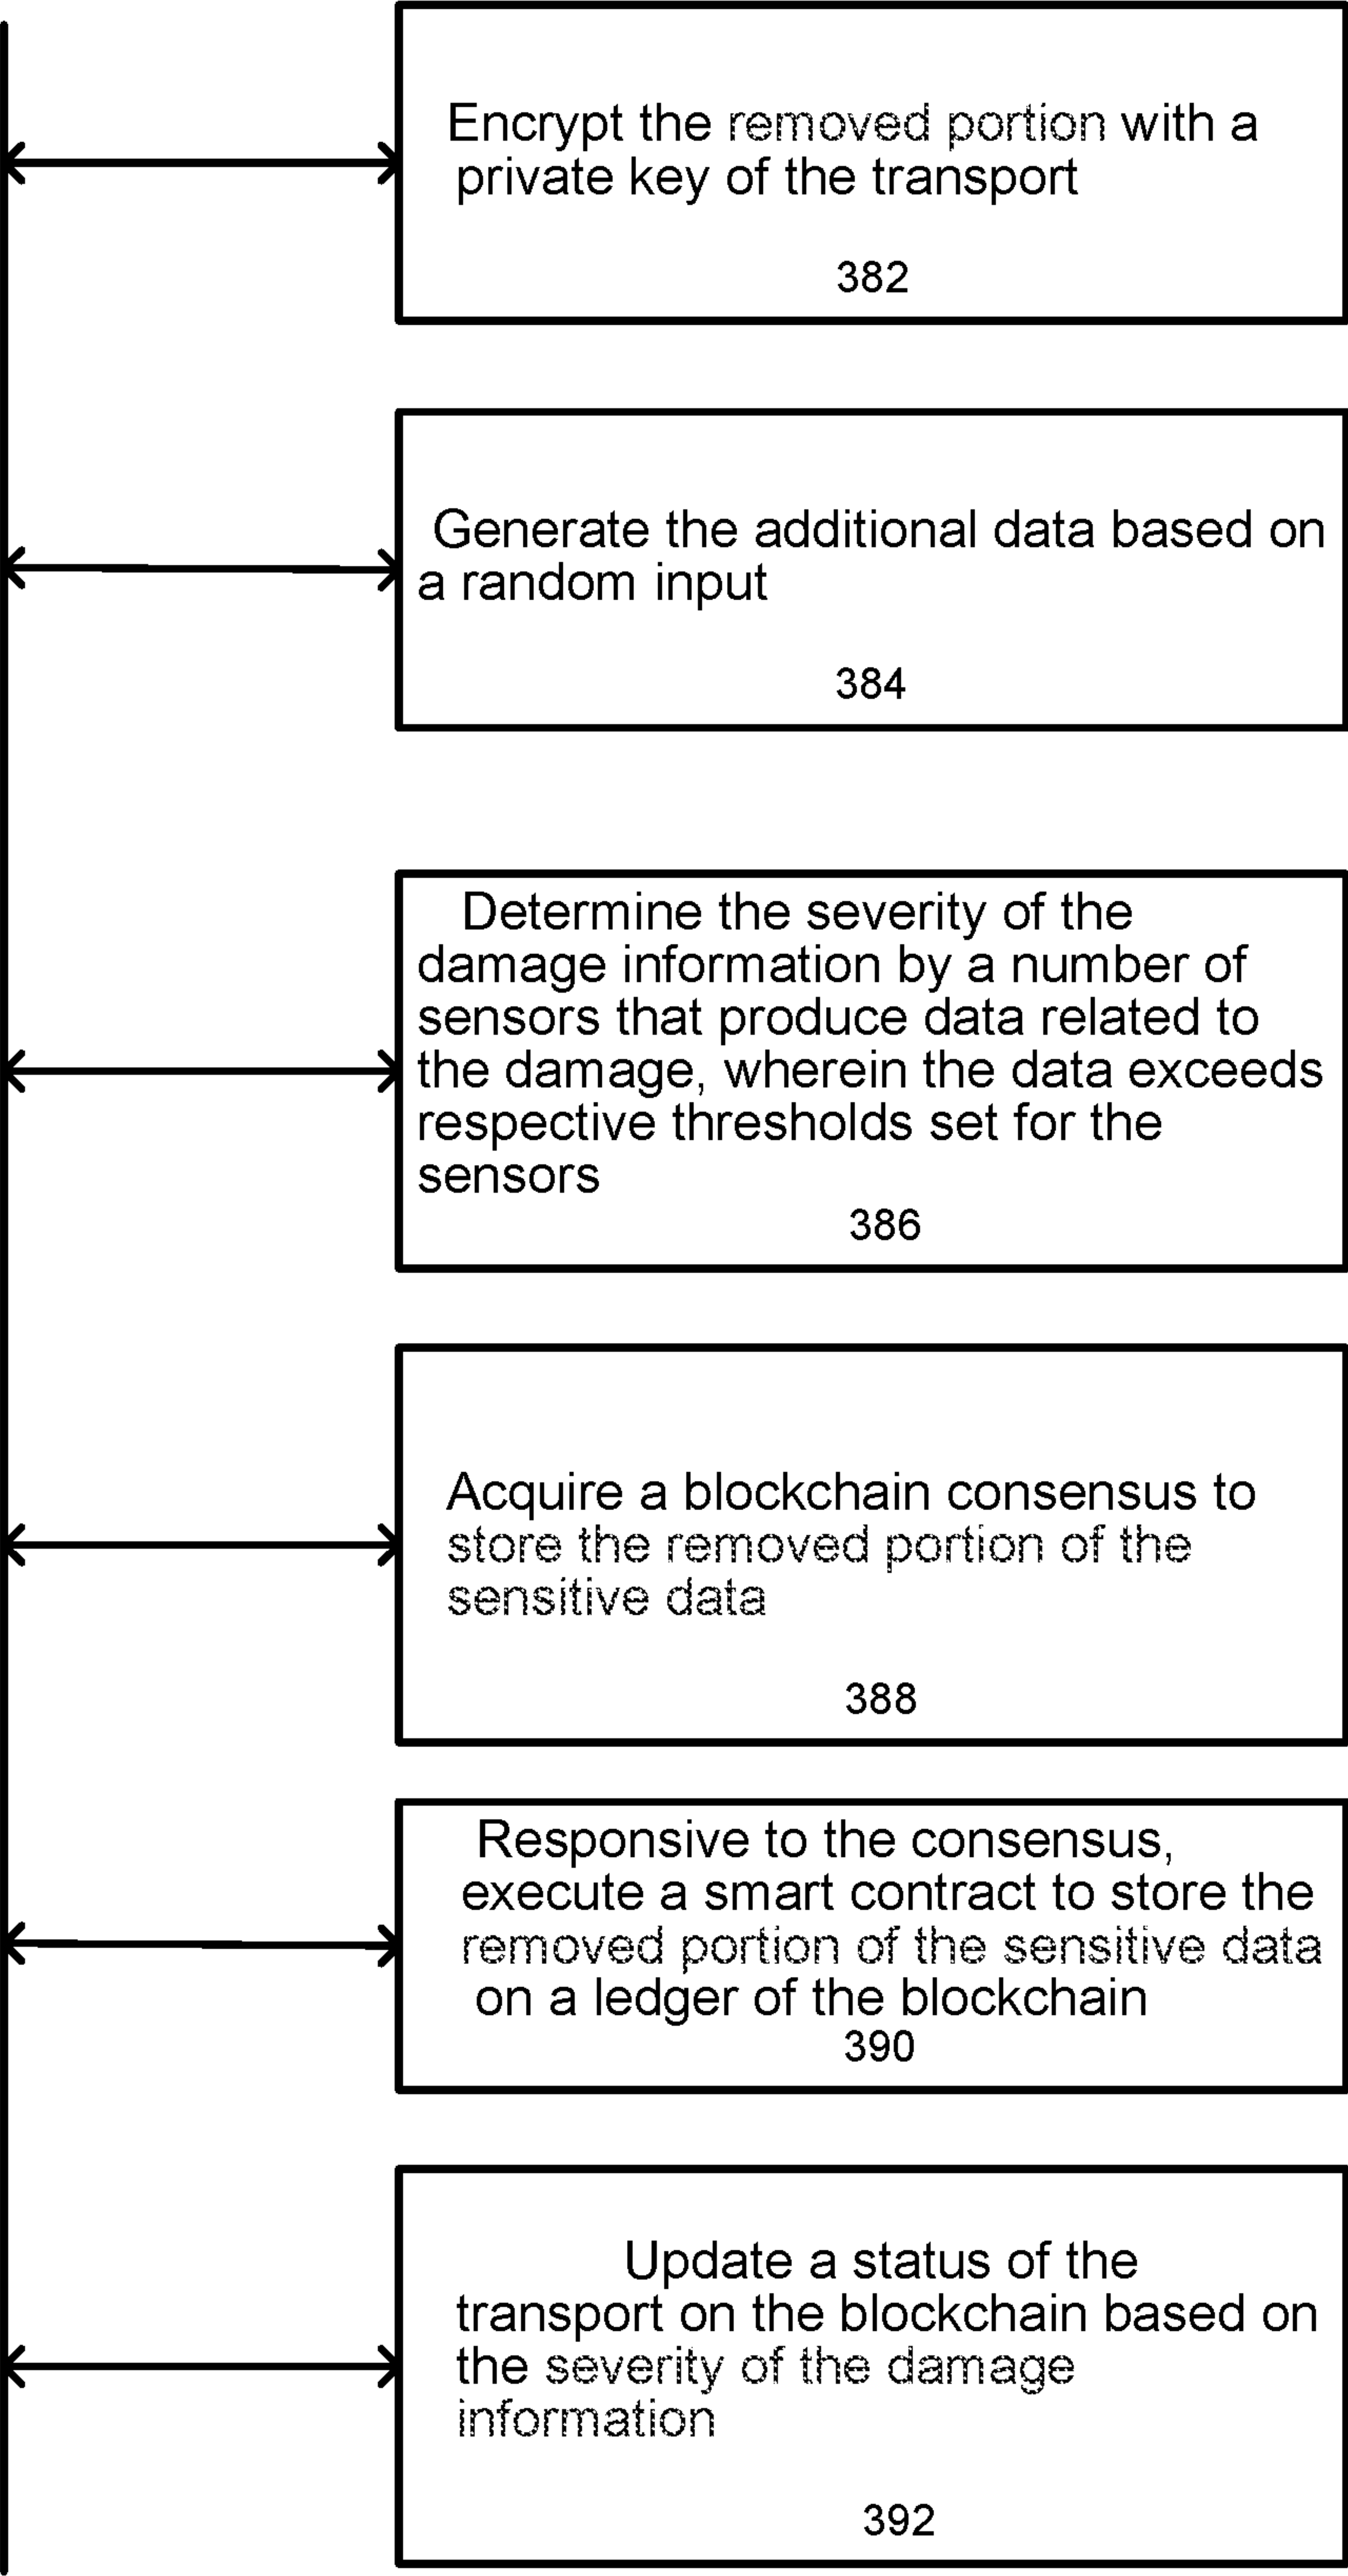 Encrypt the removed portion with a
private key of the transport
382
Generate the additional data based on
a random input
384
Determine the severity of the
damage information by a number of
sensors that produce data related to
the damage, wherein the data exceeds
respective thresholds set for the
sensors
386
Acquire a blockchain consensus to
store the removed portion of the
sensitive data
388
Responsive to the consensus,
execute a smart contract to store the
removed portion of the sensitive data
on a ledger of the blockchain
390
Update a status of the
transport on the blockchain based on
the severity of the damage
information
392